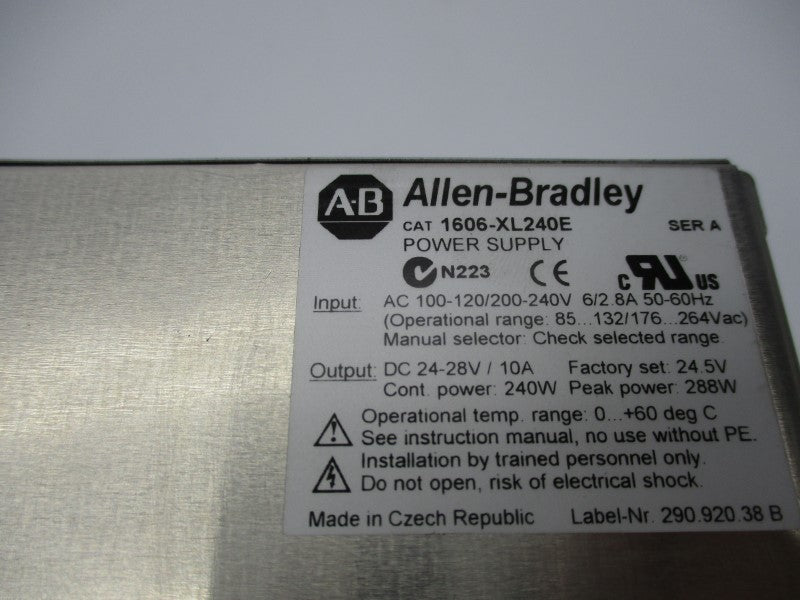 A-B Allen-Bradley
CAT 1606-XL240E SER A
POWER SUPPLY
N223 CE C RU US
Input: AC 100-120/200-240V 6/2.8A 50-60Hz
(Operational range: 85...132/176...264Vac)
Manual selector: Check selected range.
Output: DC 24-28V / 10A Factory set: 24.5V
Cont. power: 240W Peak power: 288W
Operational temp. range: 0...+60 deg C
See instruction manual, no use without PE.
Installation by trained personnel only.
Do not open, risk of electrical shock.
Made in Czech Republic Label-Nr. 290.920.38 B